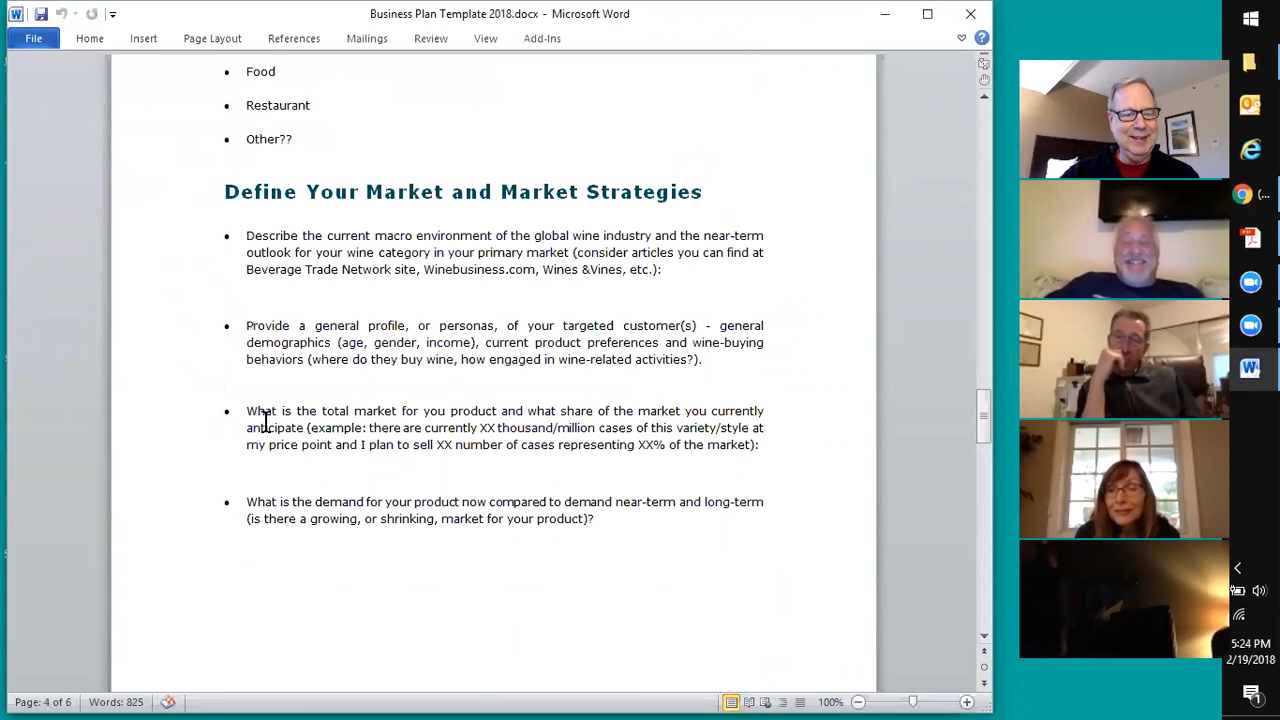 Business Plan Template 2018.docx - Microsoft Word
File Home Insert Page Layout References Mailings Review View Add-Ins
• Food
• Restaurant
• Other??
Define Your Market and Market Strategies
• Describe the current macro environment of the global wine industry and the near-term
outlook for your wine category in your primary market (consider articles you can find at
Beverage Trade Network site, Winebusiness.com, Wines &Vines, etc.):
• Provide a general profile, or personas, of your targeted customer(s) - general
demographics (age, gender, income), current product preferences and wine-buying
behaviors (where do they buy wine, how engaged in wine-related activities?).
• What is the total market for you product and what share of the market you currently
anticipate (example: there are currently XX thousand/million cases of this variety/style at
my price point and I plan to sell XX number of cases representing XX% of the market):
• What is the demand for your product now compared to demand near-term and long-term
(is there a growing, or shrinking, market for your product)?
Page: 4 of 6 Words: 825 100%
(...
5:24 PM
2/19/2018
1